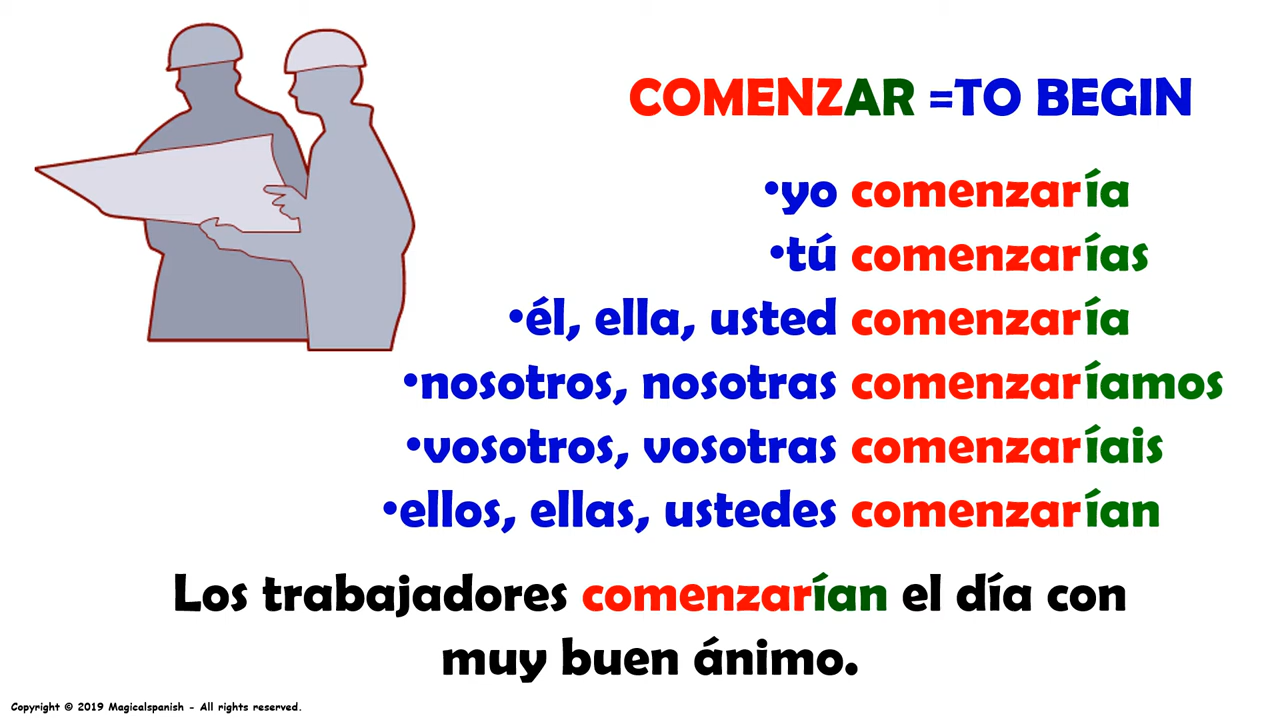 COMENZAR =TO BEGIN
•yo comenzaría
•tú comenzarías
•él, ella, usted comenzaría
•nosotros, nosotras comenzaríamos
•vosotros, vosotras comenzaríais
•ellos, ellas, ustedes comenzarían
Los trabajadores comenzarían el día con
muy buen ánimo.
Copyright © 2019 Magicalspanish - All rights reserved.